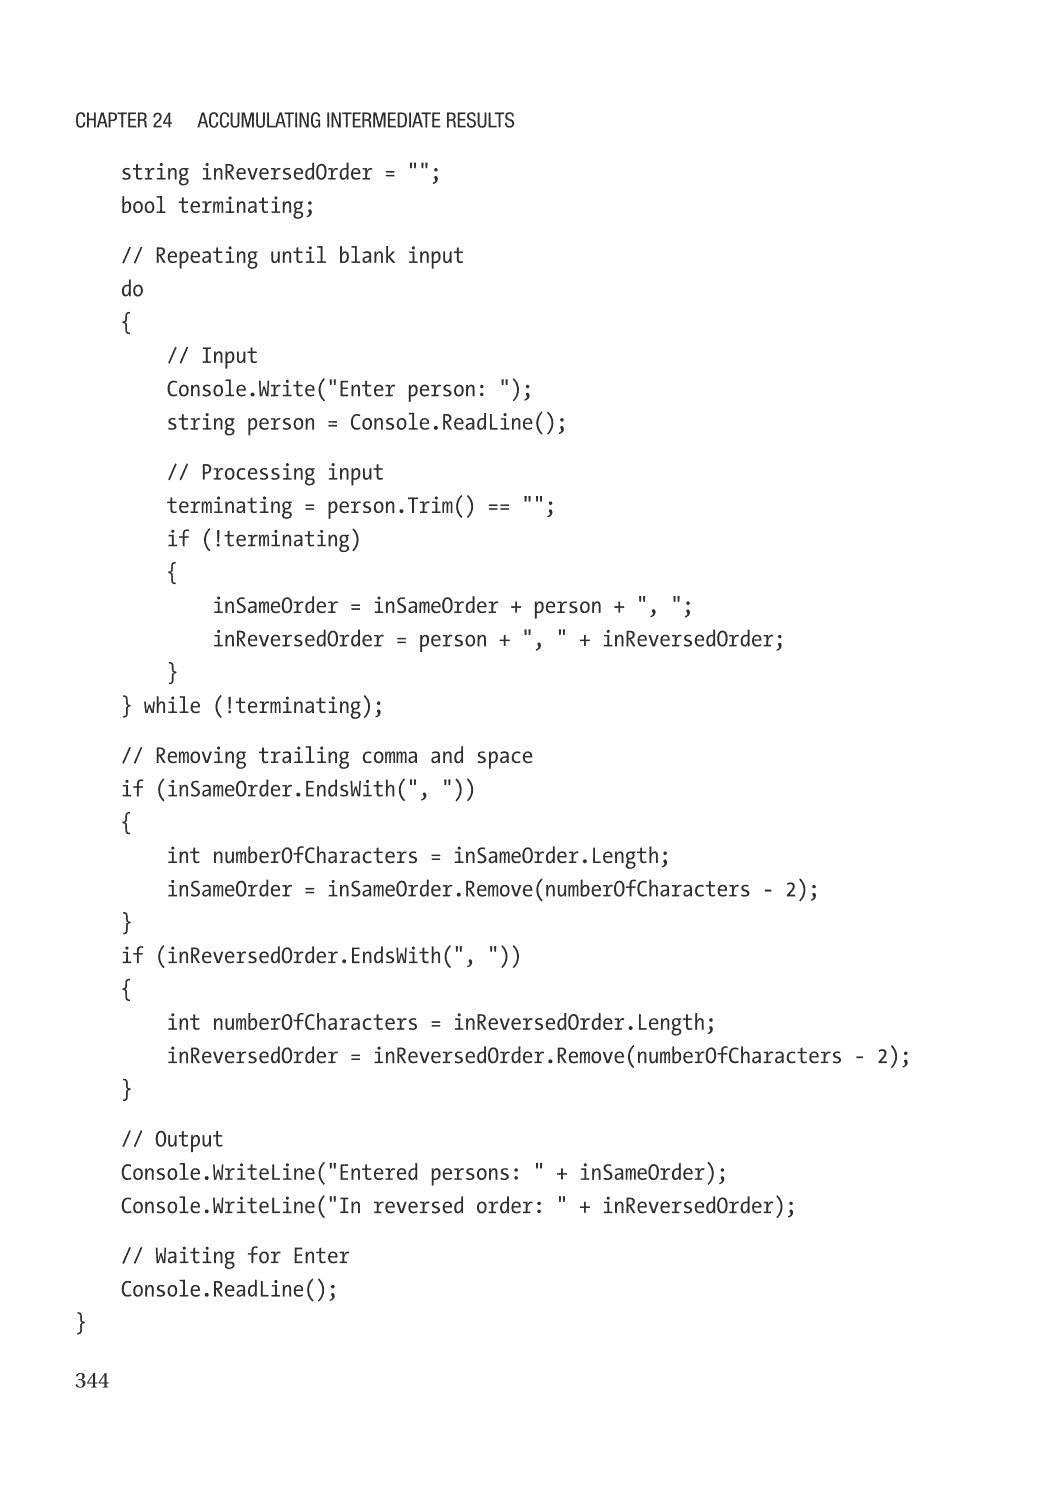 CHAPTER 24 ACCUMULATING INTERMEDIATE RESULTS
string inReversedOrder = "";
bool terminating;
// Repeating until blank input
do
{
// Input
Console.Write("Enter person: ");
string person = Console.ReadLine();
// Processing input
terminating = person.Trim() == "";
if (!terminating)
{
inSameOrder = inSameOrder + person + ", ";
inReversedOrder = person + ", " + inReversedOrder;
}
} while (!terminating);
// Removing trailing comma and space
if (inSameOrder.EndsWith(", "))
{
int numberOfCharacters = inSameOrder.Length;
inSameOrder = inSameOrder.Remove(numberOfCharacters - 2);
}
if (inReversedOrder.EndsWith(", "))
{
int numberOfCharacters = inReversedOrder.Length;
inReversedOrder = inReversedOrder.Remove(numberOfCharacters - 2);
}
// Output
Console.WriteLine("Entered persons: " + inSameOrder);
Console.WriteLine("In reversed order: " + inReversedOrder);
// Waiting for Enter
Console.ReadLine();
}
344